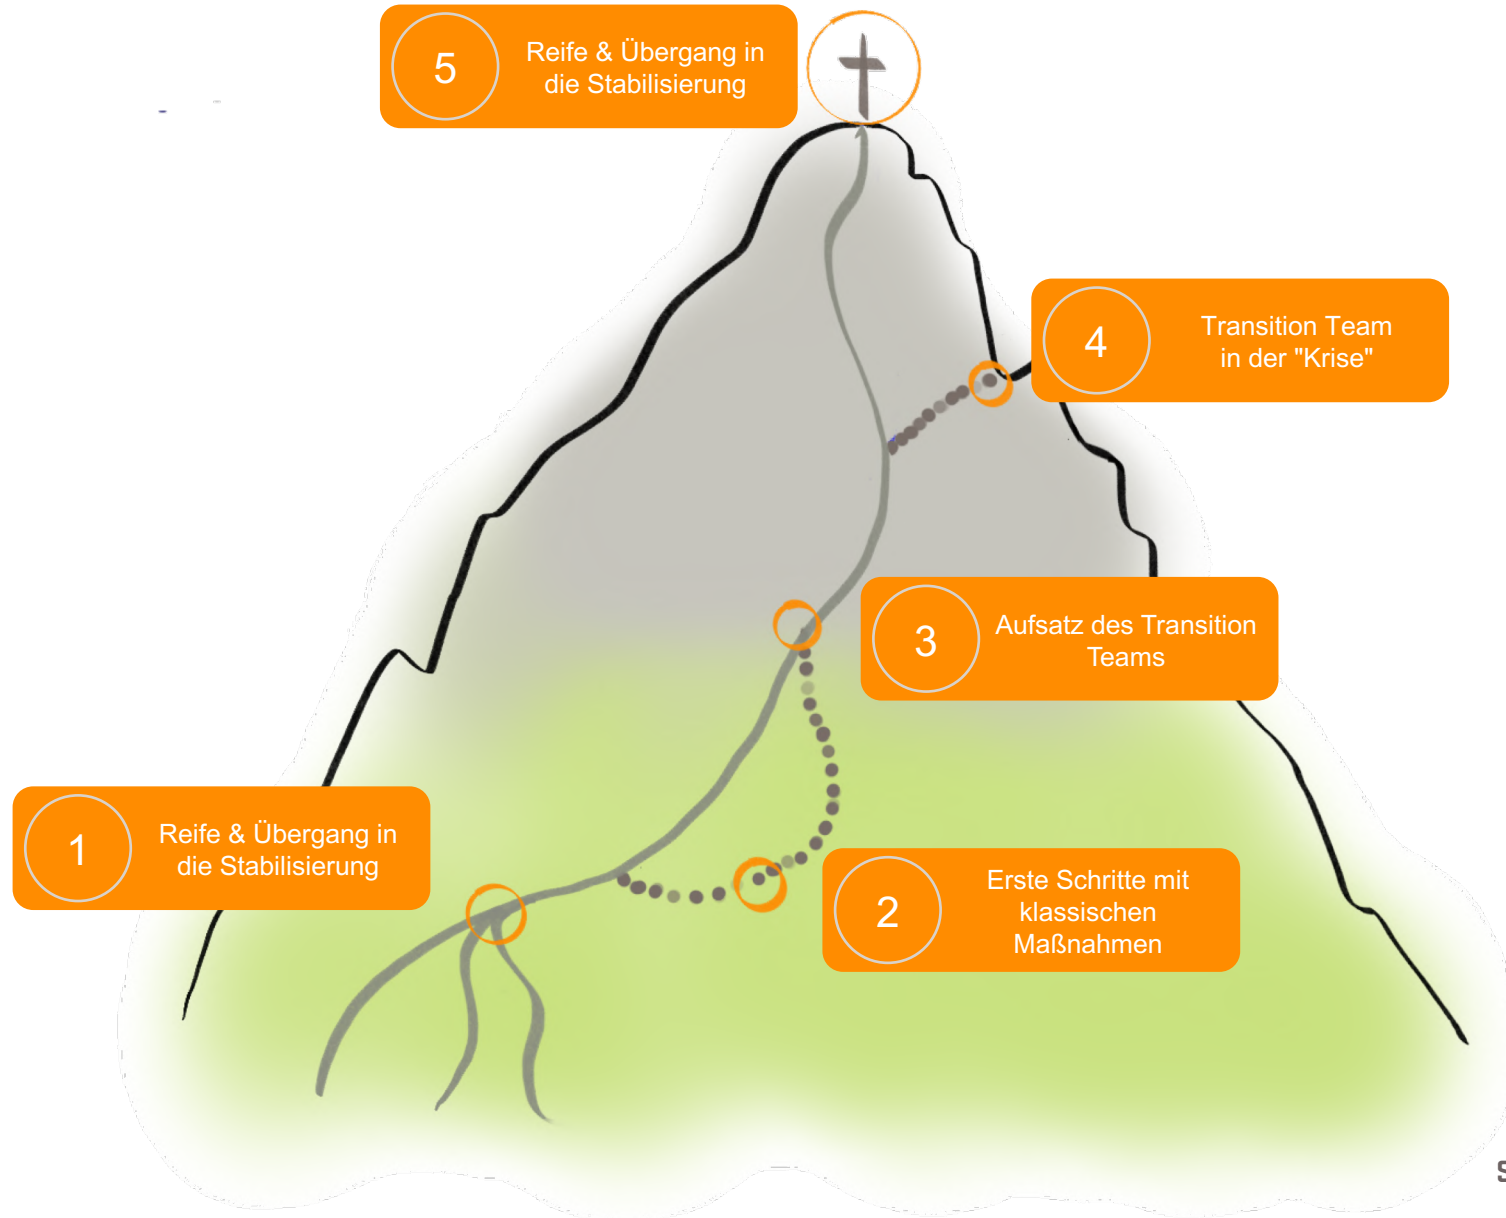 5
Reife & Übergang in
die Stabilisierung
4
Transition Team
in der "Krise"
3
Aufsatz des Transition
Teams
1
Reife & Übergang in
die Stabilisierung
2
Erste Schritte mit
klassischen
Maßnahmen
S